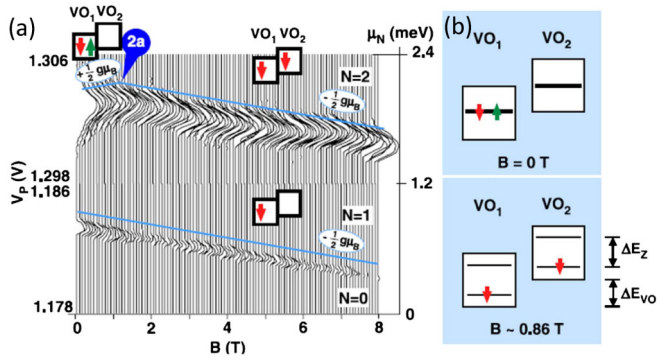 (a)
VO1 VO2
2a
μN (meV)
1.306
2.4
+ 1/2 gμB
VO1 VO2
N=2
- 1/2 gμB
VP (V)
1.298
1.186
1.2
N=1
- 1/2 gμB
N=0
1.178
0
0 2 4 6 8
B (T)
(b)
VO1
VO2
B = 0 T
VO1
VO2
ΔEZ
ΔEVO
B ~ 0.86 T